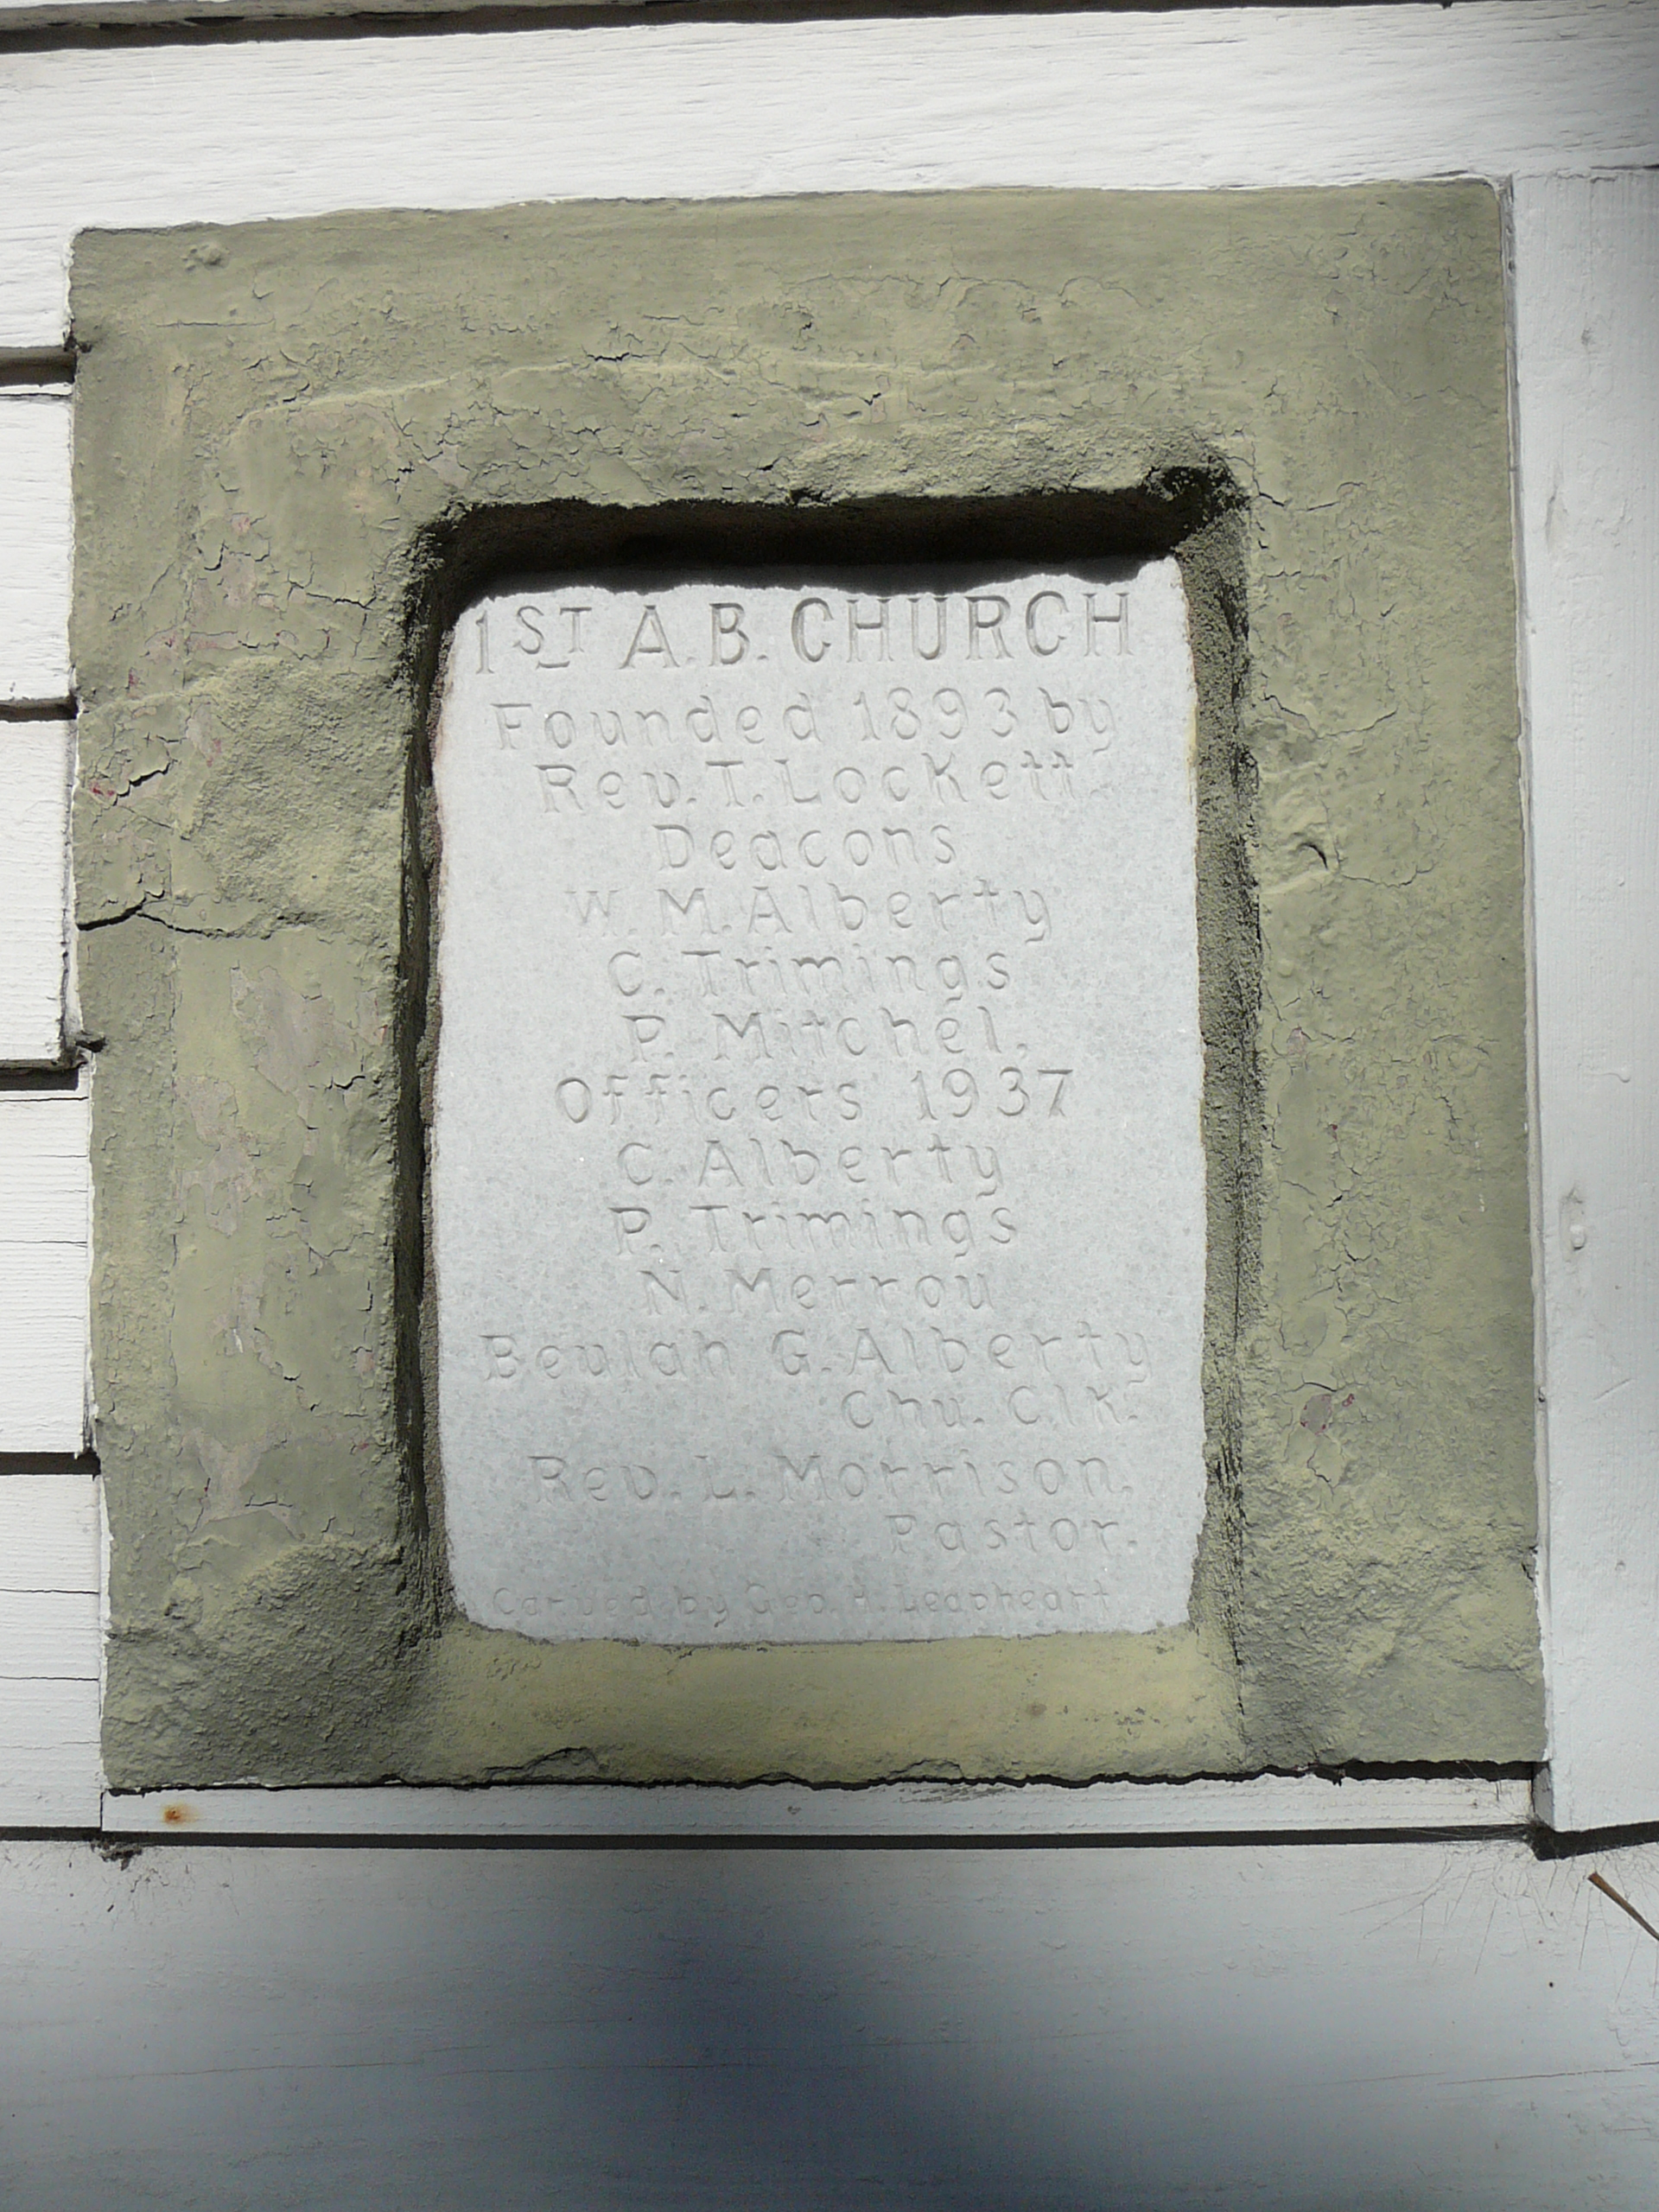 1ST A.B. CHURCH
Founded 1893 by
Rev. T. Lockett
Deacons
W. M. Alberty
C. Trimings
P. Mitchel.
Officers 1937
C. Alberty
P. Trimings
N. Merrou
Beulah G. Alberty
Chu. Clk.
Rev. L. Morrison.
Pastor.
Carved by Geo. H. Leapheart